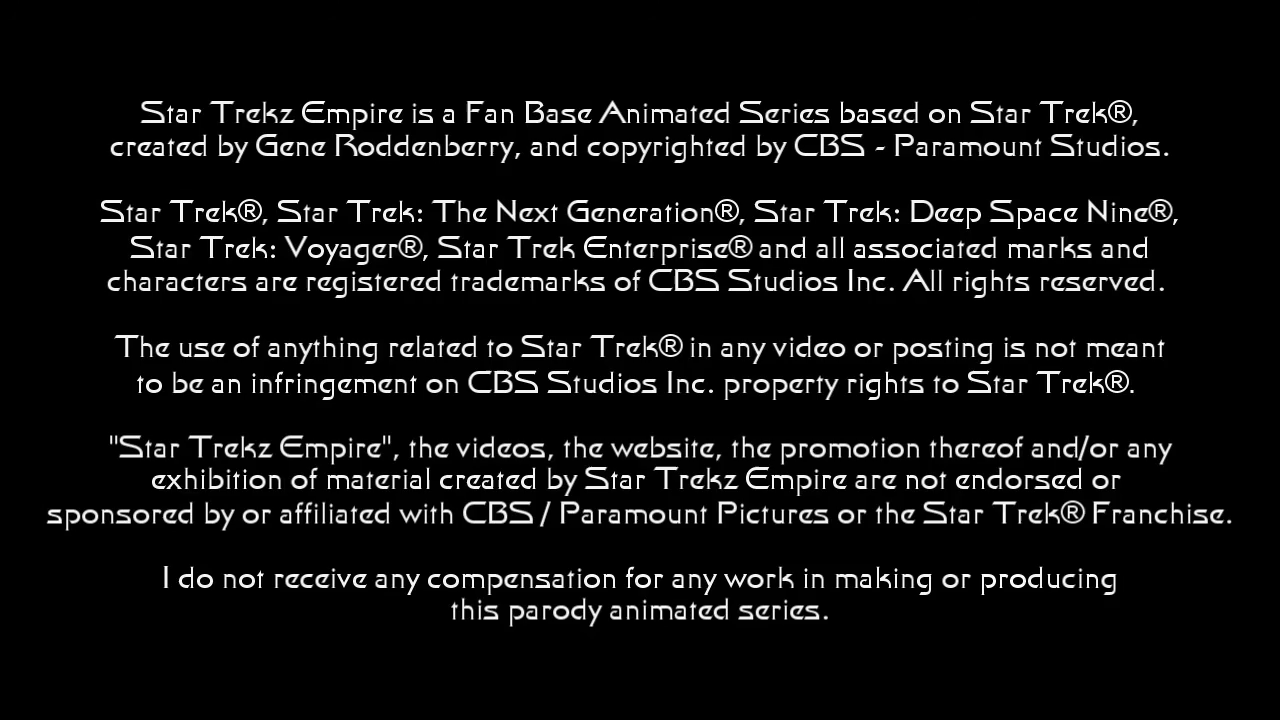 Star Trekz Empire is a Fan Base Animated Series based on Star Trek®,
created by Gene Roddenberry, and copyrighted by CBS - Paramount Studios.
Star Trek®, Star Trek: The Next Generation®, Star Trek: Deep Space Nine®,
Star Trek: Voyager®, Star Trek Enterprise® and all associated marks and
characters are registered trademarks of CBS Studios Inc. All rights reserved.
The use of anything related to Star Trek® in any video or posting is not meant
to be an infringement on CBS Studios Inc. property rights to Star Trek®.
"Star Trekz Empire", the videos, the website, the promotion thereof and/or any
exhibition of material created by Star Trekz Empire are not endorsed or
sponsored by or affiliated with CBS / Paramount Pictures or the Star Trek® Franchise.
I do not receive any compensation for any work in making or producing
this parody animated series.